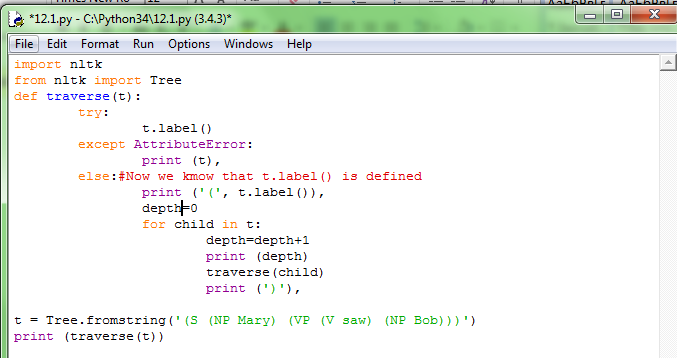 *12.1.py - C:\Python34\12.1.py (3.4.3)*
File Edit Format Run Options Windows Help
import nltk
from nltk import Tree
def traverse(t):
try:
t.label()
except AttributeError:
print (t),
else:#Now we kmow that t.label() is defined
print ('(', t.label()),
depth=0
for child in t:
depth=depth+1
print (depth)
traverse(child)
print (')'),
t = Tree.fromstring('(S (NP Mary) (VP (V saw) (NP Bob)))')
print (traverse(t))